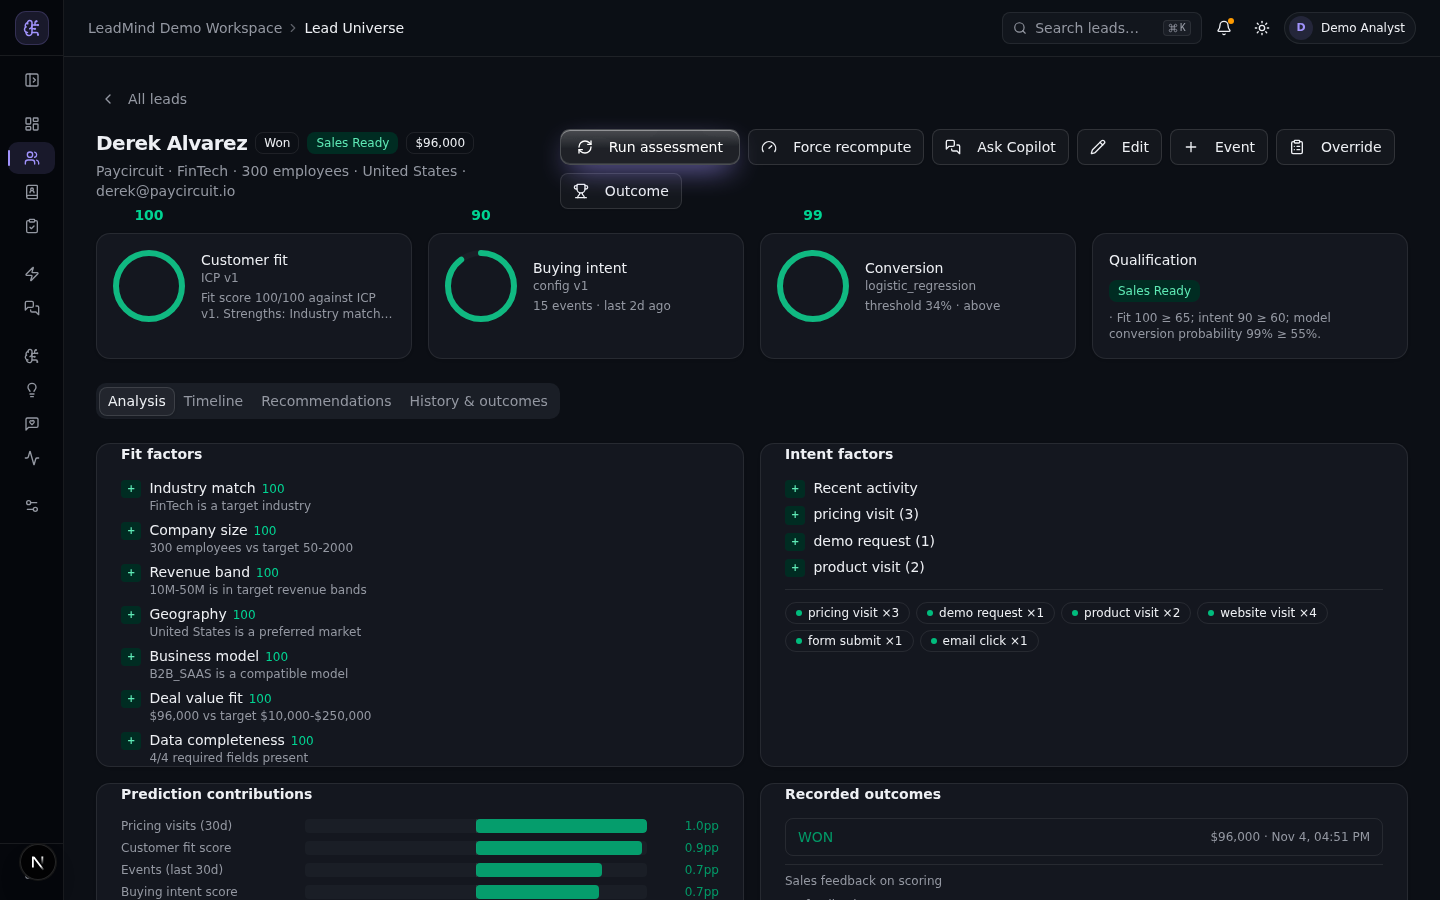 LeadMind Demo Workspace > Lead Universe
Search leads...
⌘K
D
Demo Analyst
All leads
Derek Alvarez
Won
Sales Ready
$96,000
Paycircuit · FinTech · 300 employees · United States ·
derek@paycircuit.io
Run assessment
Force recompute
Ask Copilot
Edit
Event
Override
Outcome
100
Customer fit
ICP v1
Fit score 100/100 against ICP
v1. Strengths: Industry match...
90
Buying intent
config v1
15 events · last 2d ago
99
Conversion
logistic_regression
threshold 34% · above
Qualification
Sales Ready
· Fit 100 ≥ 65; intent 90 ≥ 60; model
conversion probability 99% ≥ 55%.
Analysis
Timeline
Recommendations
History & outcomes
Fit factors
+ Industry match 100
FinTech is a target industry
+ Company size 100
300 employees vs target 50-2000
+ Revenue band 100
10M-50M is in target revenue bands
+ Geography 100
United States is a preferred market
+ Business model 100
B2B_SAAS is a compatible model
+ Deal value fit 100
$96,000 vs target $10,000-$250,000
+ Data completeness 100
4/4 required fields present
Intent factors
+ Recent activity
+ pricing visit (3)
+ demo request (1)
+ product visit (2)
pricing visit ×3
demo request ×1
product visit ×2
website visit ×4
form submit ×1
email click ×1
Prediction contributions
Pricing visits (30d) 1.0pp
Customer fit score 0.9pp
Events (last 30d) 0.7pp
Buying intent score 0.7pp
Recorded outcomes
WON
$96,000 · Nov 4, 04:51 PM
Sales feedback on scoring
N